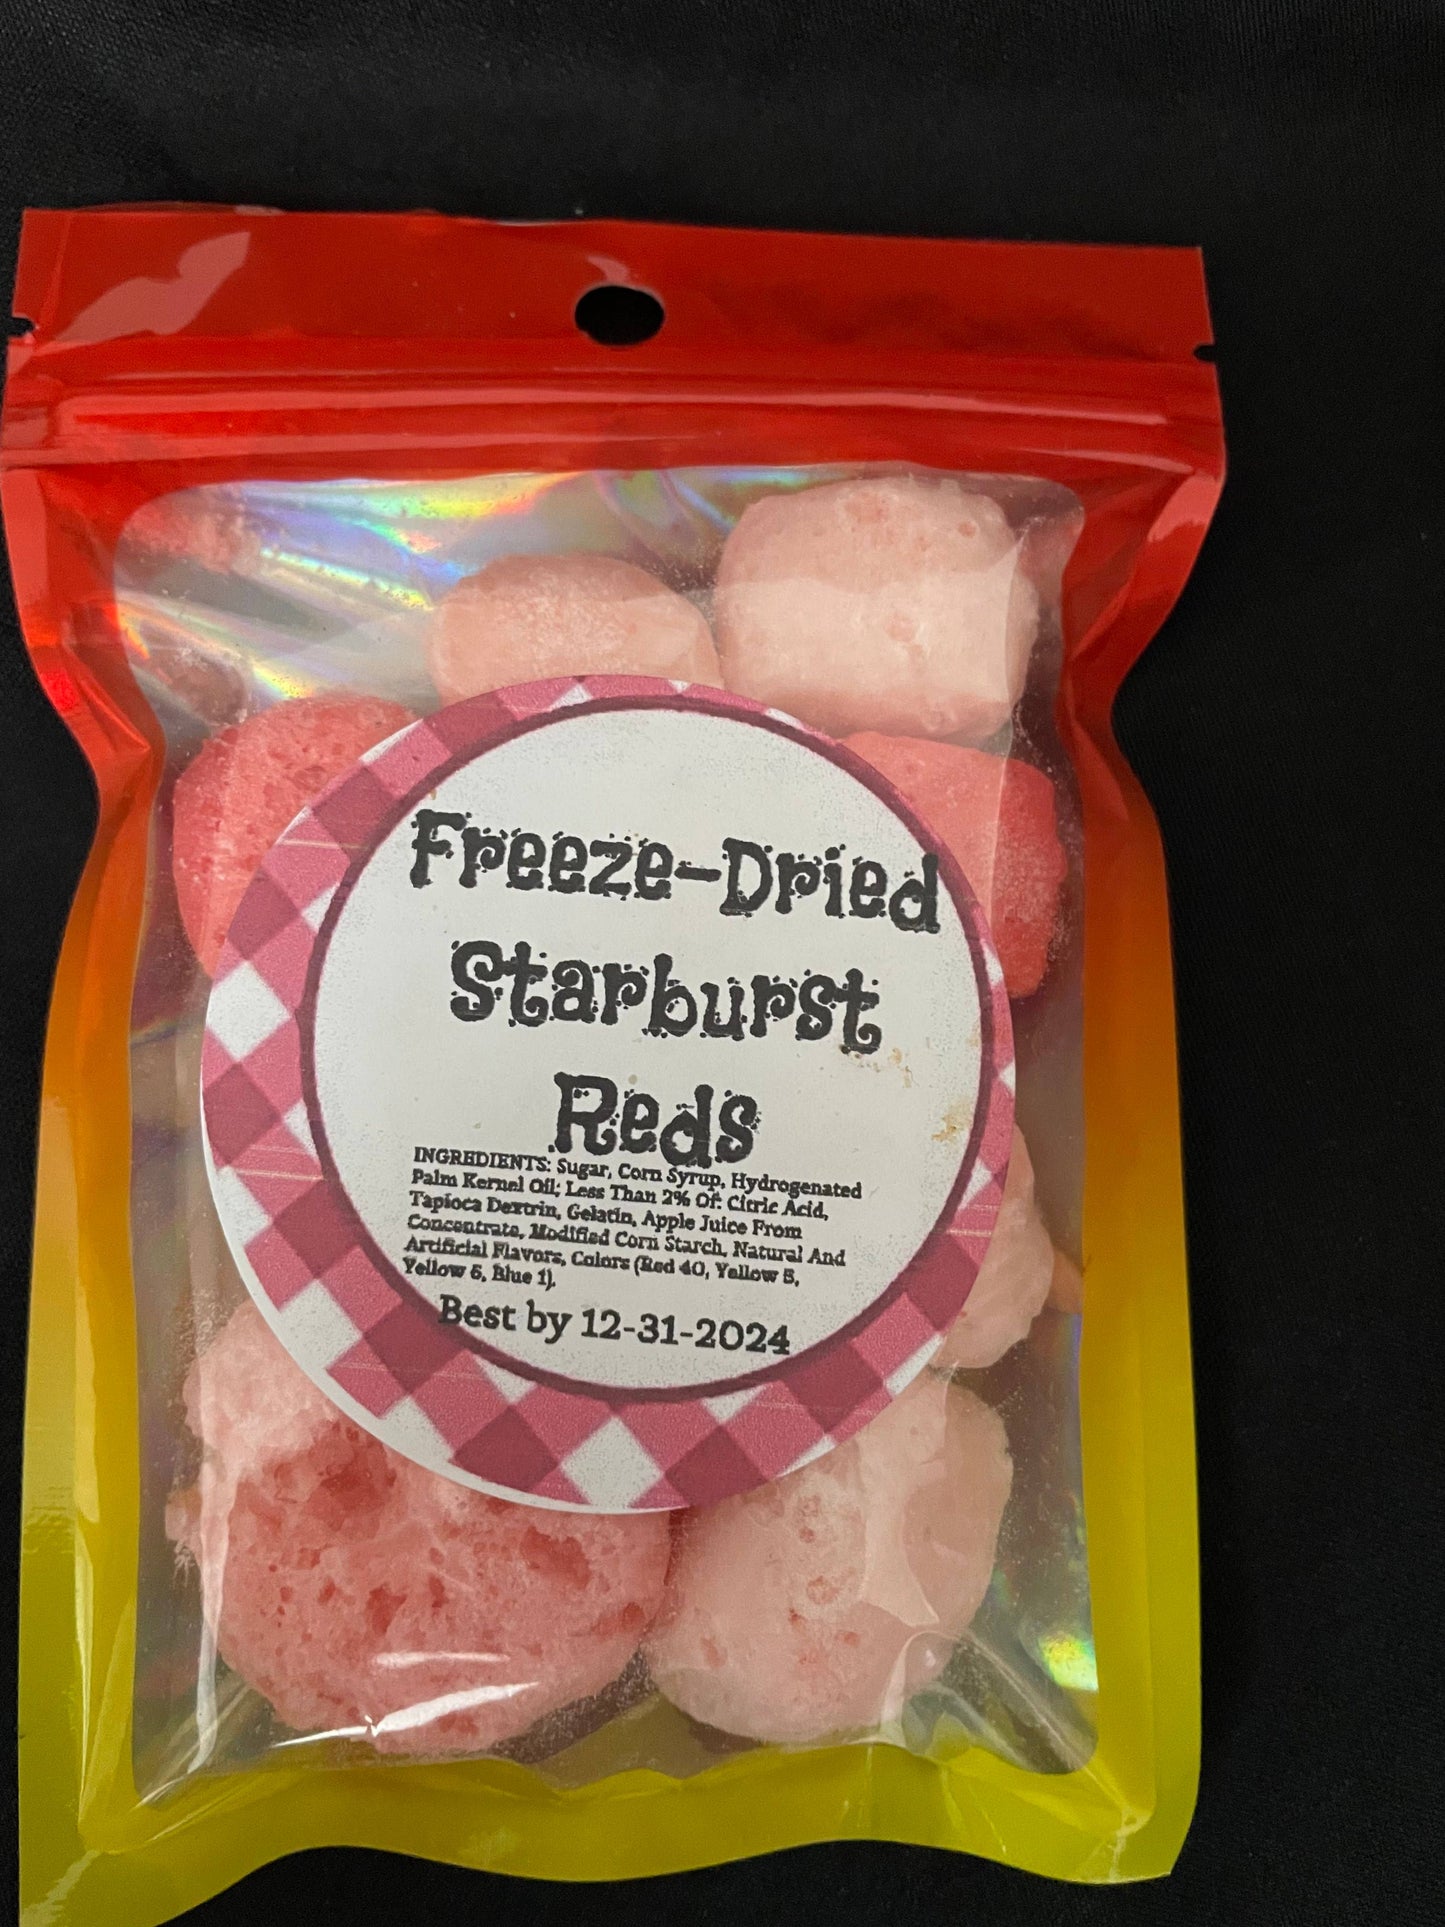 Freeze-Dried
Starburst
Reds
INGREDIENTS: Sugar, Corn Syrup, Hydrogenated
Palm Kernel Oil; Less Than 2% Of: Citric Acid,
Tapioca Dextrin, Gelatin, Apple Juice From
Concentrate, Modified Corn Starch, Natural And
Artificial Flavors, Colors (Red 40, Yellow 5,
Yellow 6, Blue 1).
Best by 12-31-2024